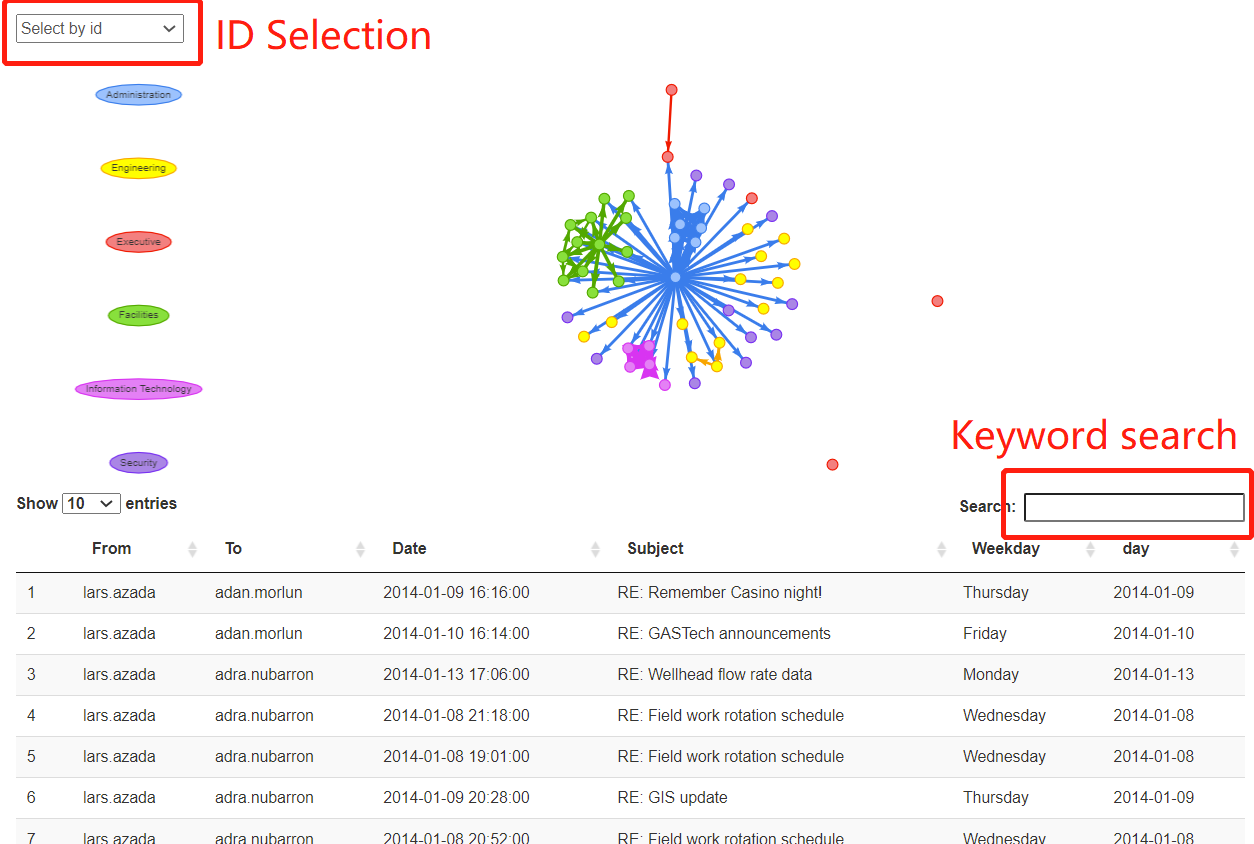 Select by id
ID Selection
Administration
Engineering
Executive
Facilities
Information Technology
Security
Keyword search
Show 10 entries
Search:
From To Date Subject Weekday day
1 lars.azada adan.morlun 2014-01-09 16:16:00 RE: Remember Casino night! Thursday 2014-01-09
2 lars.azada adan.morlun 2014-01-10 16:14:00 RE: GASTech announcements Friday 2014-01-10
3 lars.azada adra.nubarron 2014-01-13 17:06:00 RE: Wellhead flow rate data Monday 2014-01-13
4 lars.azada adra.nubarron 2014-01-08 21:18:00 RE: Field work rotation schedule Wednesday 2014-01-08
5 lars.azada adra.nubarron 2014-01-08 19:01:00 RE: Field work rotation schedule Wednesday 2014-01-08
6 lars.azada adra.nubarron 2014-01-09 20:28:00 RE: GIS update Thursday 2014-01-09
7 lars.azada adra.nubarron 2014-01-08 20:52:00 RE: Field work rotation schedule Wednesday 2014-01-08